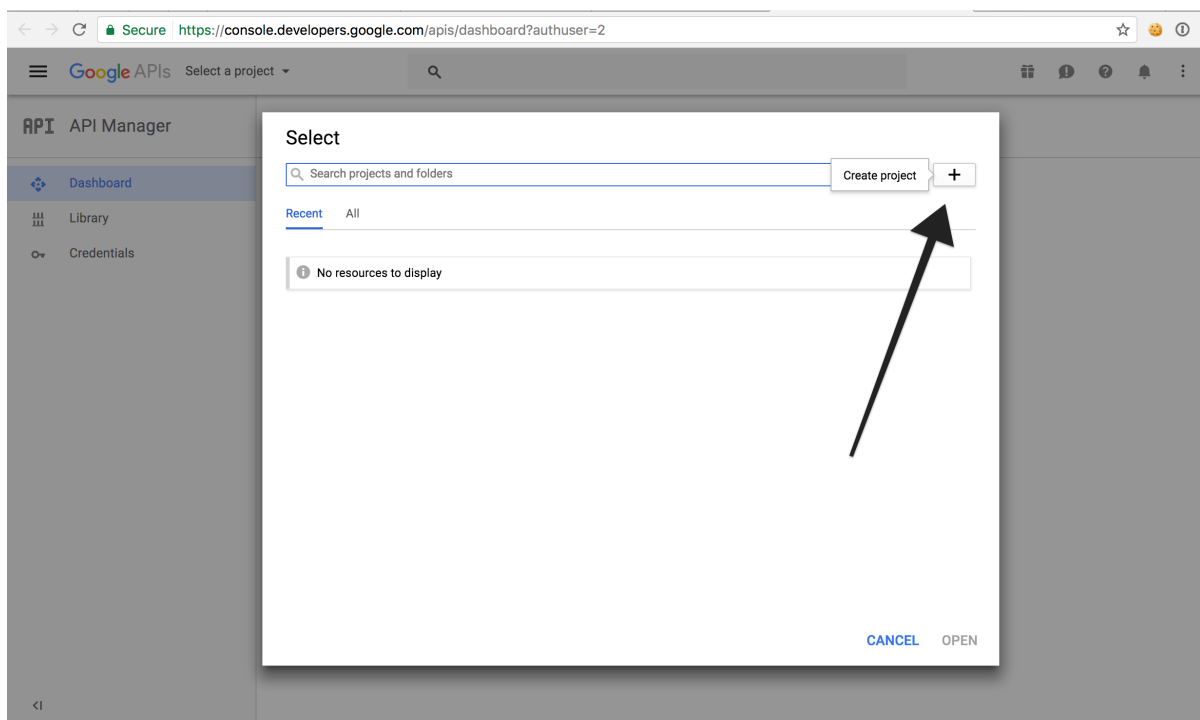 Secure https://console.developers.google.com/apis/dashboard?authuser=2
Google APIs Select a project
API API Manager
Dashboard
Library
Credentials
Select
Search projects and folders
Create project
Recent All
No resources to display
CANCEL OPEN